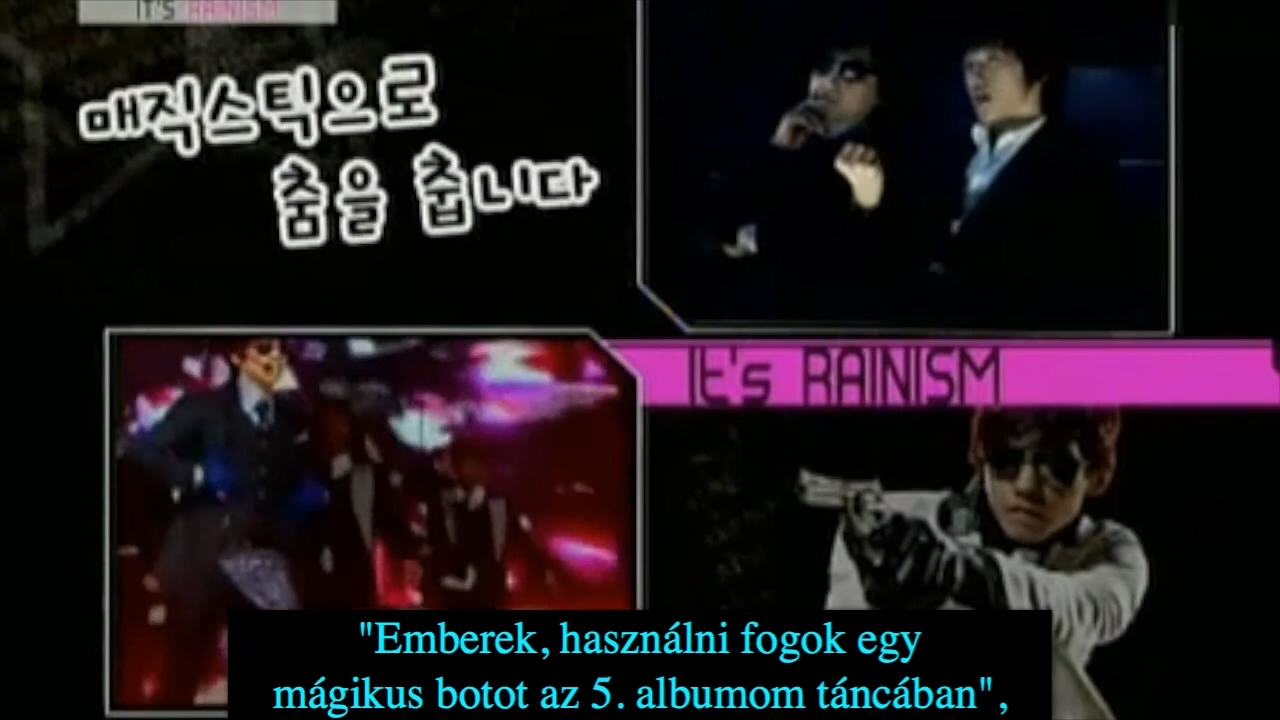 IT'S RAINISM
매직스틱으로
춤을 춥니다
It's RAINISM
"Emberek, használni fogok egy
mágikus botot az 5. albumom táncában",